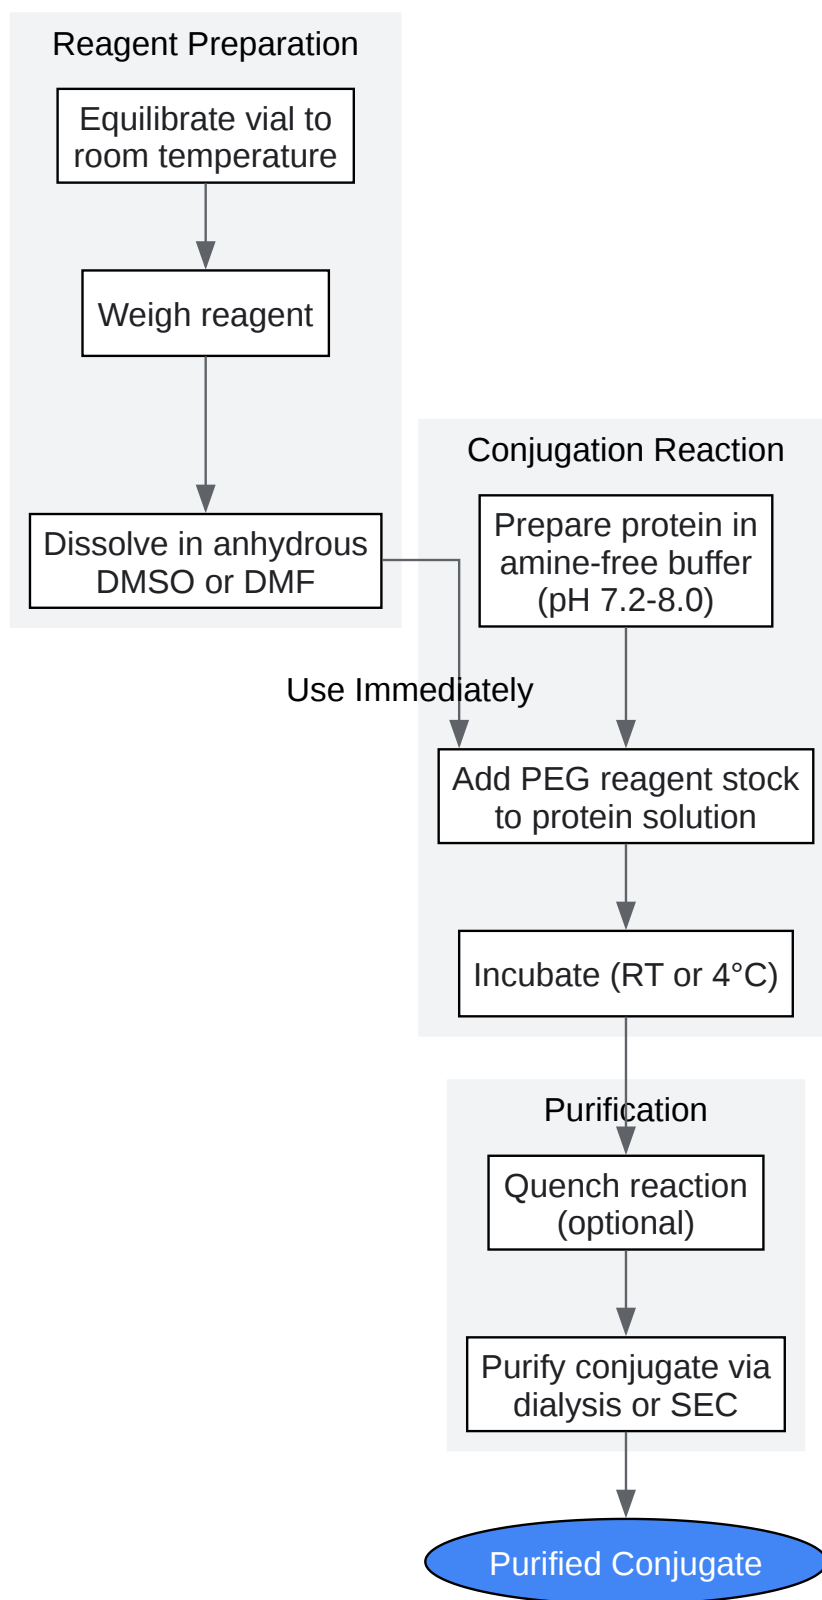 Reagent Preparation
Equilibrate vial to
room temperature
Weigh reagent
Dissolve in anhydrous
DMSO or DMF
Conjugation Reaction
Prepare protein in
amine-free buffer
(pH 7.2-8.0)
Use Immediately
Add PEG reagent stock
to protein solution
Incubate (RT or 4°C)
Purification
Quench reaction
(optional)
Purify conjugate via
dialysis or SEC
Purified Conjugate